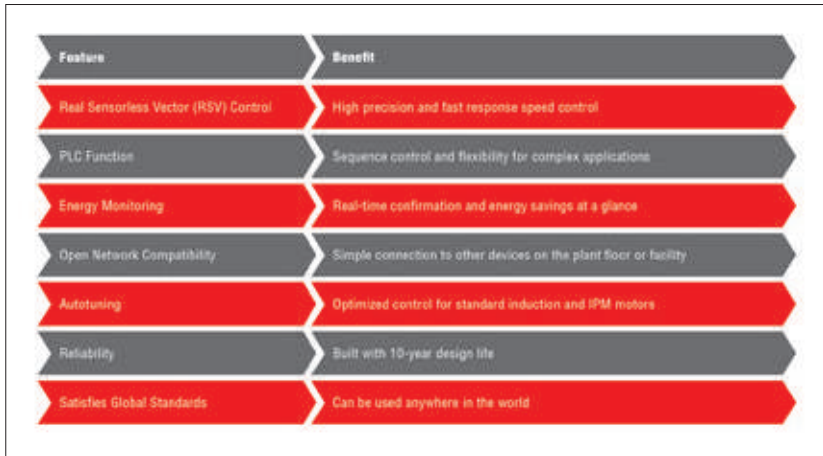 Feature Benefit
Real Sensorless Vector (RSV) Control High precision and fast response speed control
PLC Function Sequence control and flexibility for complex applications
Energy Monitoring Real-time confirmation and energy savings at a glance
Open Network Compatibility Simple connection to other devices on the plant floor or facility
Autotuning Optimized control for standard induction and IPM motors
Reliability Built with 10-year design life
Satisfies Global Standards Can be used anywhere in the world